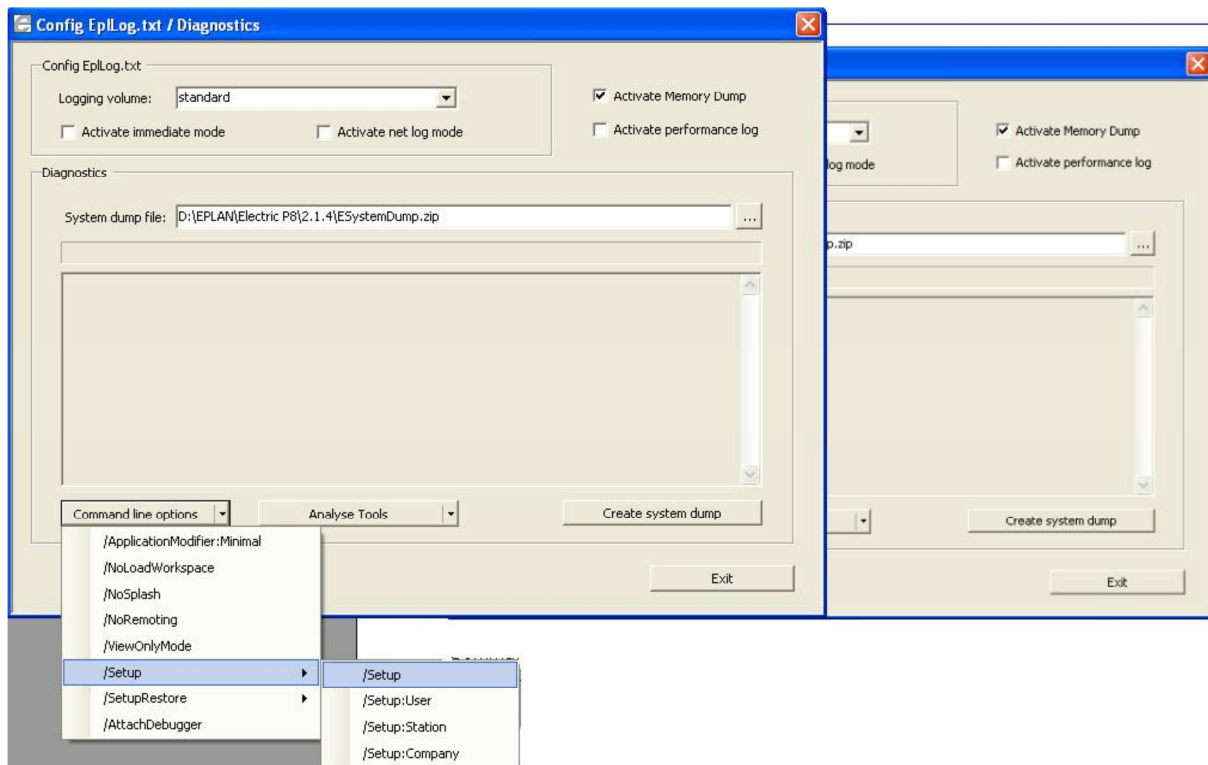 Config EplLog.txt / Diagnostics
Config EplLog.txt
Logging volume: standard
Activate Memory Dump
Activate immediate mode
Activate net log mode
Activate performance log
Diagnostics
System dump file: D:\EPLAN\Electric P8\2.1.4\ESystemDump.zip ...
Command line options
Analyse Tools
Create system dump
/ApplicationModifier:Minimal
/NoLoadWorkspace
/NoSplash
/NoRemoting
/ViewOnlyMode
/Setup
/SetupRestore
/AttachDebugger
/Setup
/Setup:User
/Setup:Station
/Setup:Company
Exit
Activate Memory Dump
log mode
Activate performance log
p.zip ...
Create system dump
Exit